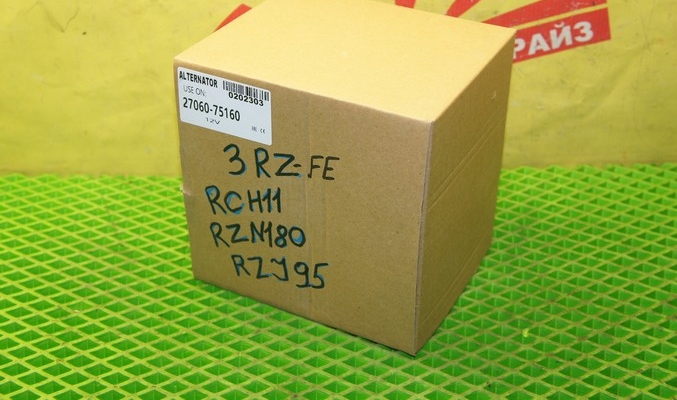 РАЙЗ
ALTERNATOR
USE ON:
0202303
27060-75160
12V
3RZ-FE
RCH11
RZN180
RZJ95